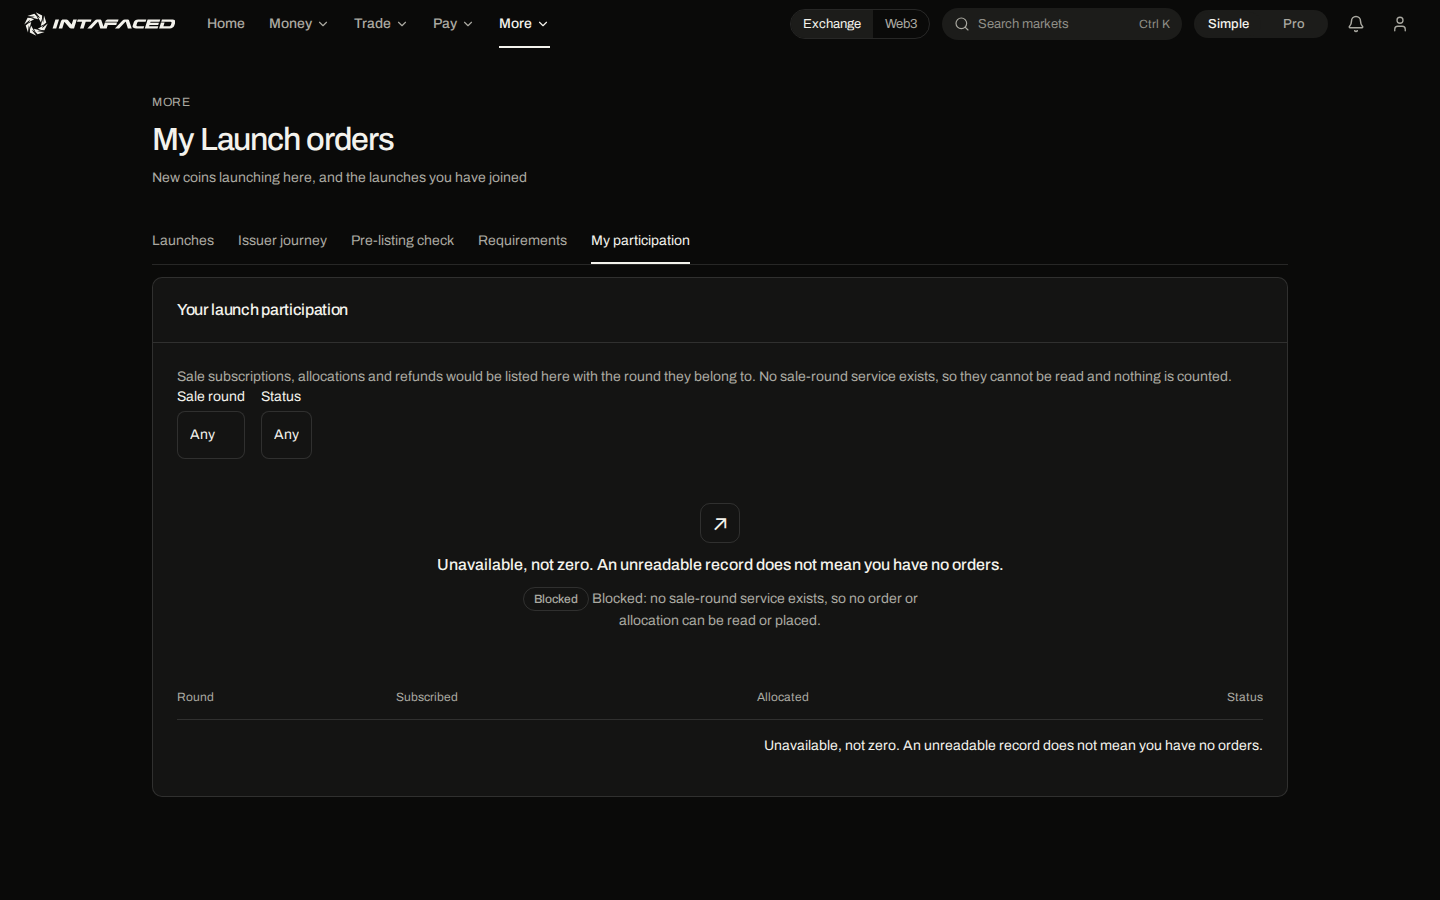 INTAFACED Home Money Trade Pay More Exchange Web3 Search markets Ctrl K Simple Pro
MORE
My Launch orders
New coins launching here, and the launches you have joined
Launches Issuer journey Pre-listing check Requirements My participation
Your launch participation
Sale subscriptions, allocations and refunds would be listed here with the round they belong to. No sale-round service exists, so they cannot be read and nothing is counted.
Sale round Status
Any Any
Unavailable, not zero. An unreadable record does not mean you have no orders.
Blocked Blocked: no sale-round service exists, so no order or
allocation can be read or placed.
Round Subscribed Allocated Status
Unavailable, not zero. An unreadable record does not mean you have no orders.